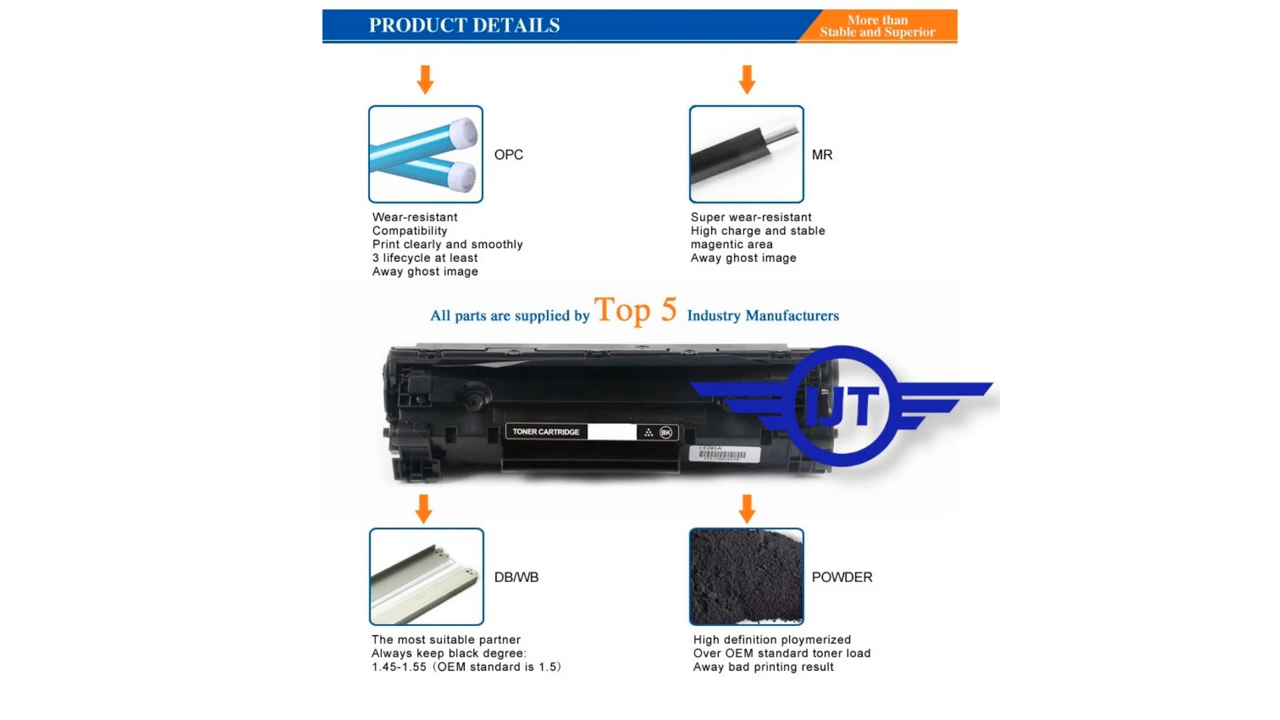 PRODUCT DETAILS
More than
Stable and Superior
OPC
Wear-resistant
Compatibility
Print clearly and smoothly
3 lifecycle at least
Away ghost image
MR
Super wear-resistant
High charge and stable
magentic area
Away ghost image
All parts are supplied by Top 5 Industry Manufacturers
IJT
TONER CARTRIDGE
BK
CE285A
DB/WB
The most suitable partner
Always keep black degree:
1.45-1.55（OEM standard is 1.5）
POWDER
High definition ploymerized
Over OEM standard toner load
Away bad printing result